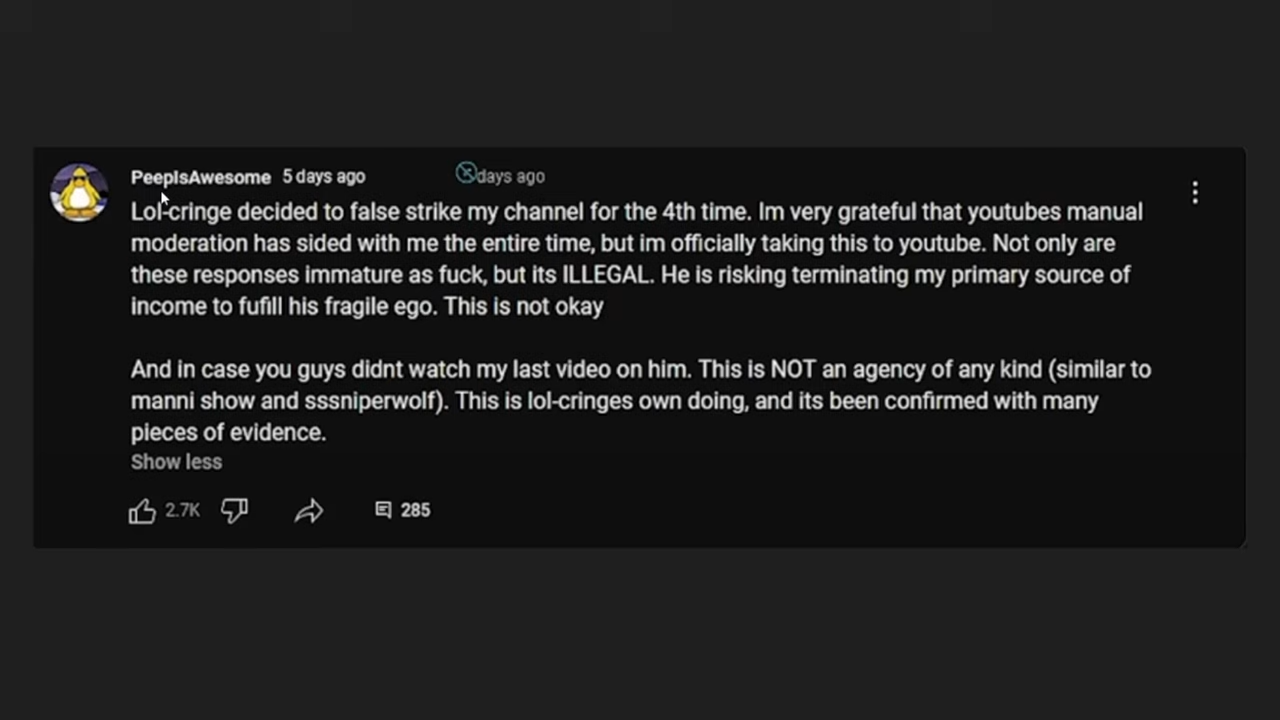 PeepIsAwesome 5 days ago days ago
Lol-cringe decided to false strike my channel for the 4th time. Im very grateful that youtubes manual
moderation has sided with me the entire time, but im officially taking this to youtube. Not only are
these responses immature as fuck, but its ILLEGAL. He is risking terminating my primary source of
income to fufill his fragile ego. This is not okay
And in case you guys didnt watch my last video on him. This is NOT an agency of any kind (similar to
manni show and sssniperwolf). This is lol-cringes own doing, and its been confirmed with many
pieces of evidence.
Show less
2.7K 285